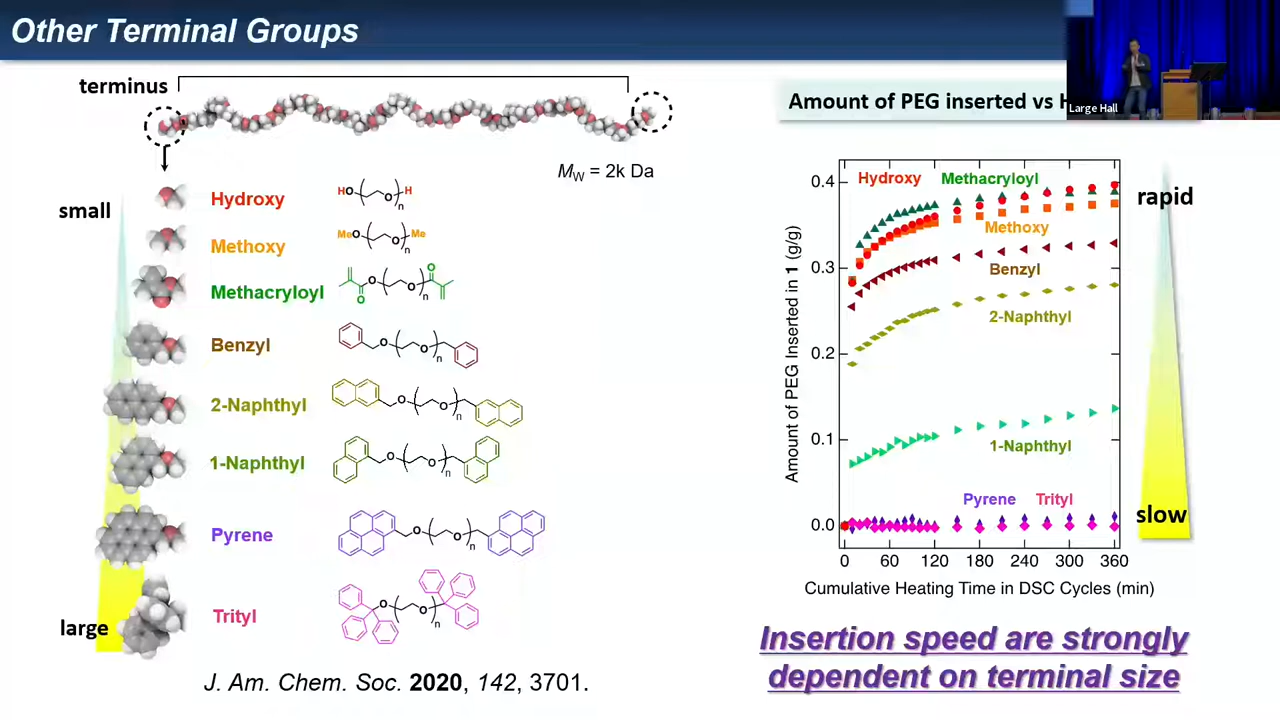 Other Terminal Groups
Large Hall
terminus
M_W = 2k Da
small
Hydroxy
HO O H n
Methoxy
MeO O Me n
Methacryloyl
O O O O n
Benzyl
O O n
2-Naphthyl
O O n
1-Naphthyl
O O n
Pyrene
O O n
Trityl
O O n
large
J. Am. Chem. Soc. 2020, 142, 3701.
Amount of PEG inserted vs
0.4
0.3
0.2
0.1
0.0
Amount of PEG Inserted in 1 (g/g)
Hydroxy Methacryloyl
Methoxy
Benzyl
2-Naphthyl
1-Naphthyl
Pyrene Trityl
0 60 120 180 240 300 360
Cumulative Heating Time in DSC Cycles (min)
rapid
slow
Insertion speed are strongly
dependent on terminal size